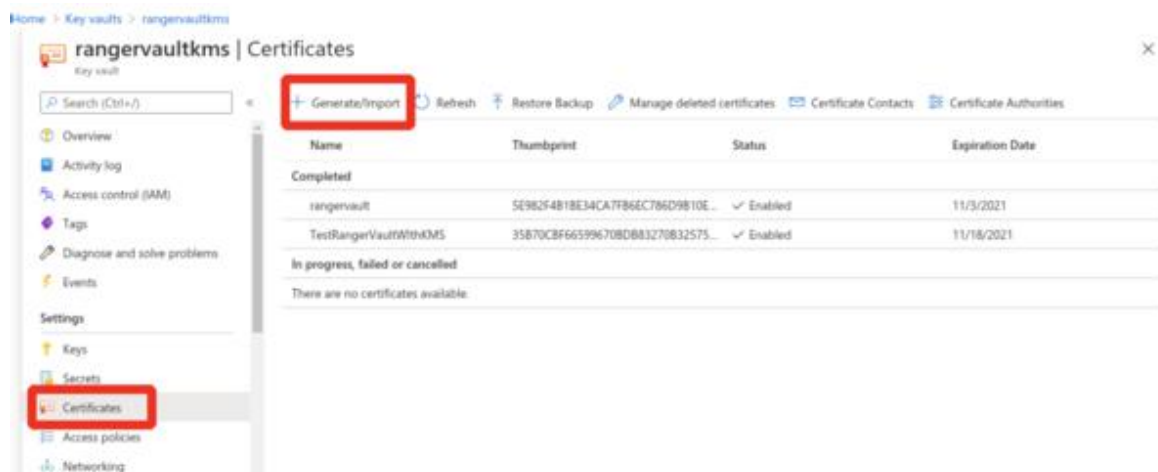 Home > Key vaults > rangervaultkms
rangervaultkms | Certificates
Key vault
Search (Ctrl+/)
Generate/Import Refresh Restore Backup Manage deleted certificates Certificate Contacts Certificate Authorities
Overview
Activity log
Access control (IAM)
Tags
Diagnose and solve problems
Events
Settings
Keys
Secrets
Certificates
Access policies
Networking
Name Thumbprint Status Expiration Date
Completed
rangervault Enabled 11/3/2021
TestRangerVaultWithKMS Enabled 11/18/2021
In progress, failed or cancelled
There are no certificates available.